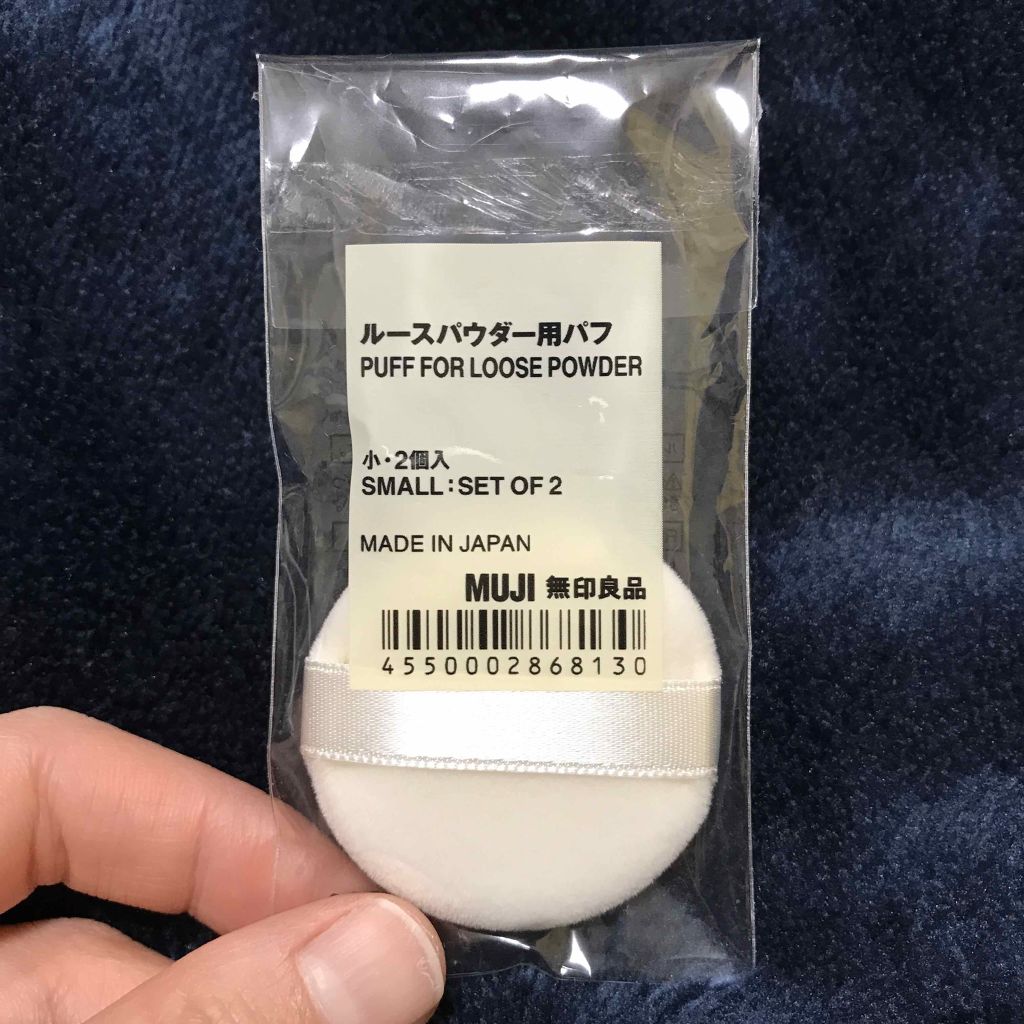 ルースパウダー用パフ
PUFF FOR LOOSE POWDER
小・2個入
SMALL:SET OF 2
MADE IN JAPAN
MUJI 無印良品
4550002868130